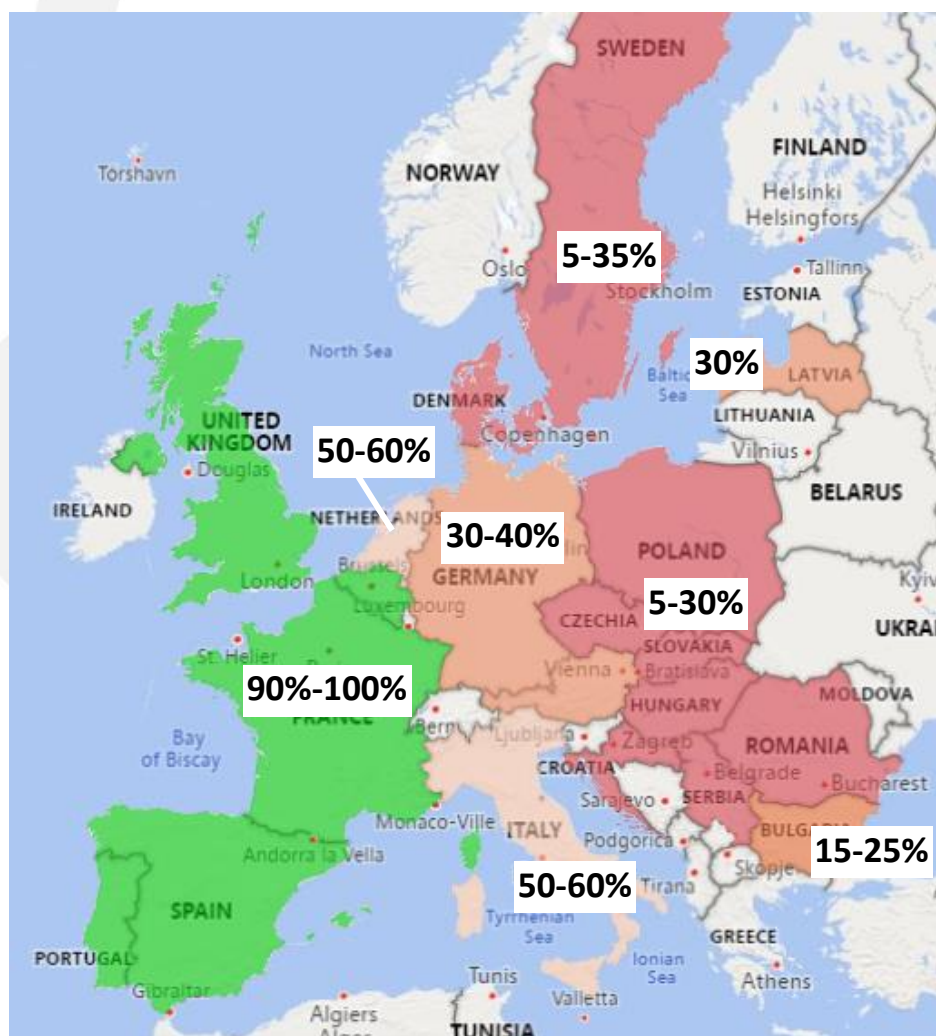 SWEDEN
FINLAND
Torshavn
NORWAY
Helsinki
Helsingfors
Oslo
5-35%
Tallinn
Stockholm
ESTONIA
North Sea
30%
Baltic
Sea
LATVIA
DENMARK
LITHUANIA
Copenhagen
UNITED
KINGDOM
50-60%
Vilnius
Douglas
BELARUS
IRELAND
NETHERLANDS
30-40%
POLAND
Brussels
GERMANY
London
Luxembourg
5-30%
Kyiv
CZECHIA
SLOVAKIA
St. Helier
Vienna
Bratislava
90%-100%
HUNGARY
MOLDOVA
FRANCE
Bern
Ljubljana
Zagreb
ROMANIA
Bay
of Biscay
CROATIA
Belgrade
Bucharest
Sarajevo
SERBIA
Monaco-Ville
ITALY
Podgorica
15-25%
Andorra la Vella
Skopje
50-60%
Tirana
SPAIN
Tyrrhenian
Sea
GREECE
PORTUGAL
Ionian
Sea
Athens
Gibraltar
Tunis
Valletta
Algiers
TUNISIA